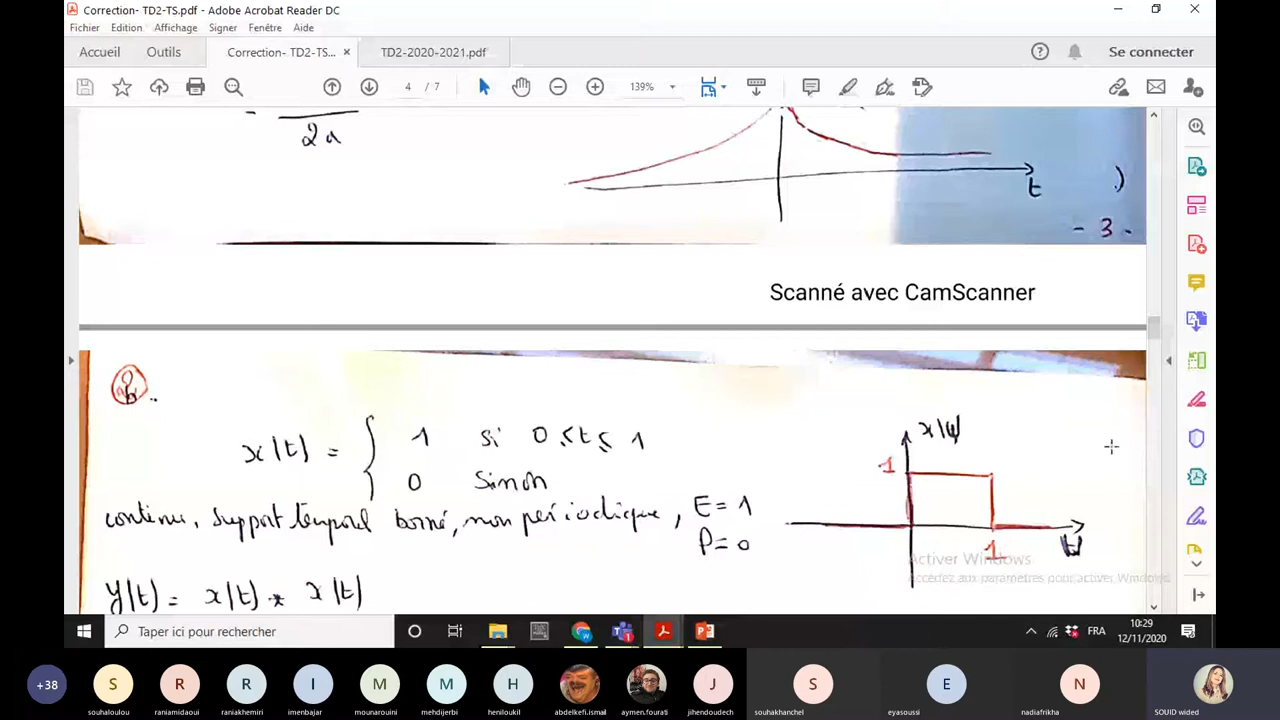 Correction- TD2-TS.pdf - Adobe Acrobat Reader DC
Fichier Edition Affichage Signer Fenêtre Aide
Accueil Outils Correction- TD2-TS... × TD2-2020-2021.pdf Se connecter
4 / 7 139%
= —
2a
t
- 3 -
Scanné avec CamScanner
b..
x(t) = { 1 si 0 ≤ t ≤ 1
0 Sinon
x(t)
1
1
t
continu, support temporel borné, non périodique, E = 1
P = 0
y(t) = x(t) * x(t)
Activer Windows
Accédez aux paramètres pour activer Windows.
Taper ici pour rechercher
FRA
10:29
12/11/2020
+38 S R R I M M H J S E N
souhaloulou raniamidaoui raniakhemiri imenbajar mounarouini mehdijerbi heniloukil abdelkefi.ismal aymen.fourati jihendoudech souhakhanchel eyasoussi nadiafrikha SOUID wided